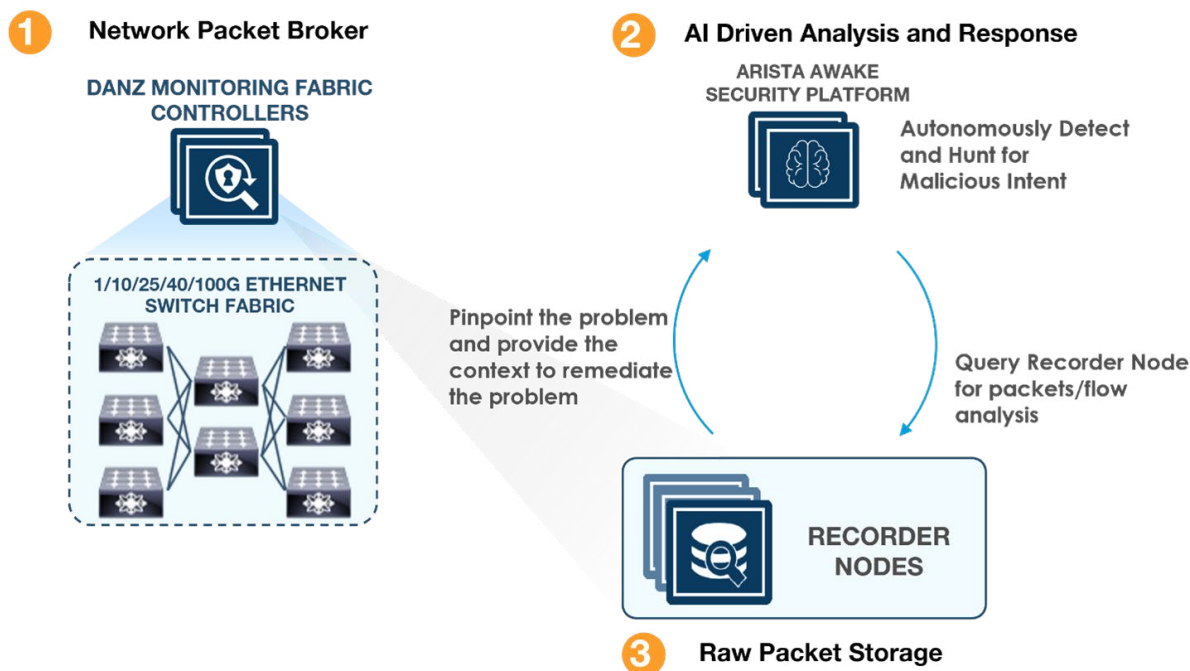 1 Network Packet Broker
DANZ MONITORING FABRIC
CONTROLLERS
1/10/25/40/100G ETHERNET
SWITCH FABRIC
2 AI Driven Analysis and Response
ARISTA AWAKE
SECURITY PLATFORM
Autonomously Detect
and Hunt for
Malicious Intent
Pinpoint the problem
and provide the
context to remediate
the problem
Query Recorder Node
for packets/flow
analysis
RECORDER
NODES
3 Raw Packet Storage